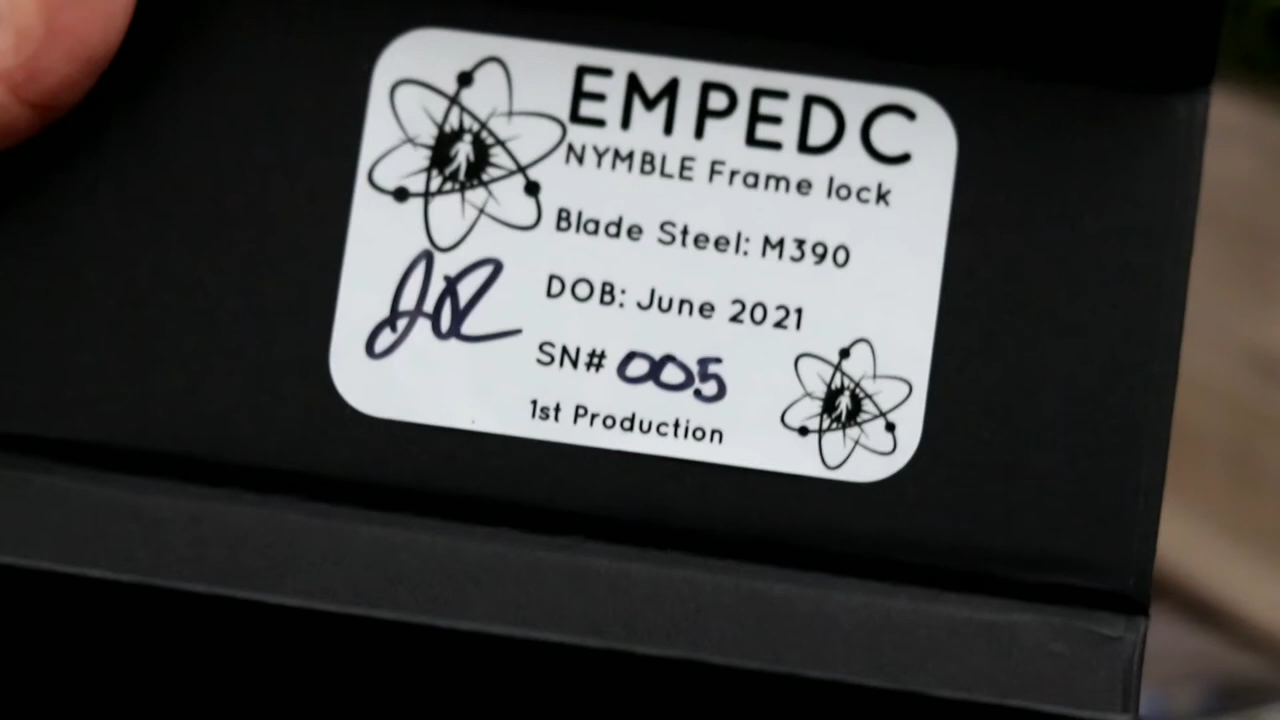 EMPEDC
NYMBLE Frame lock
Blade Steel: M390
DOB: June 2021
SN# 005
1st Production